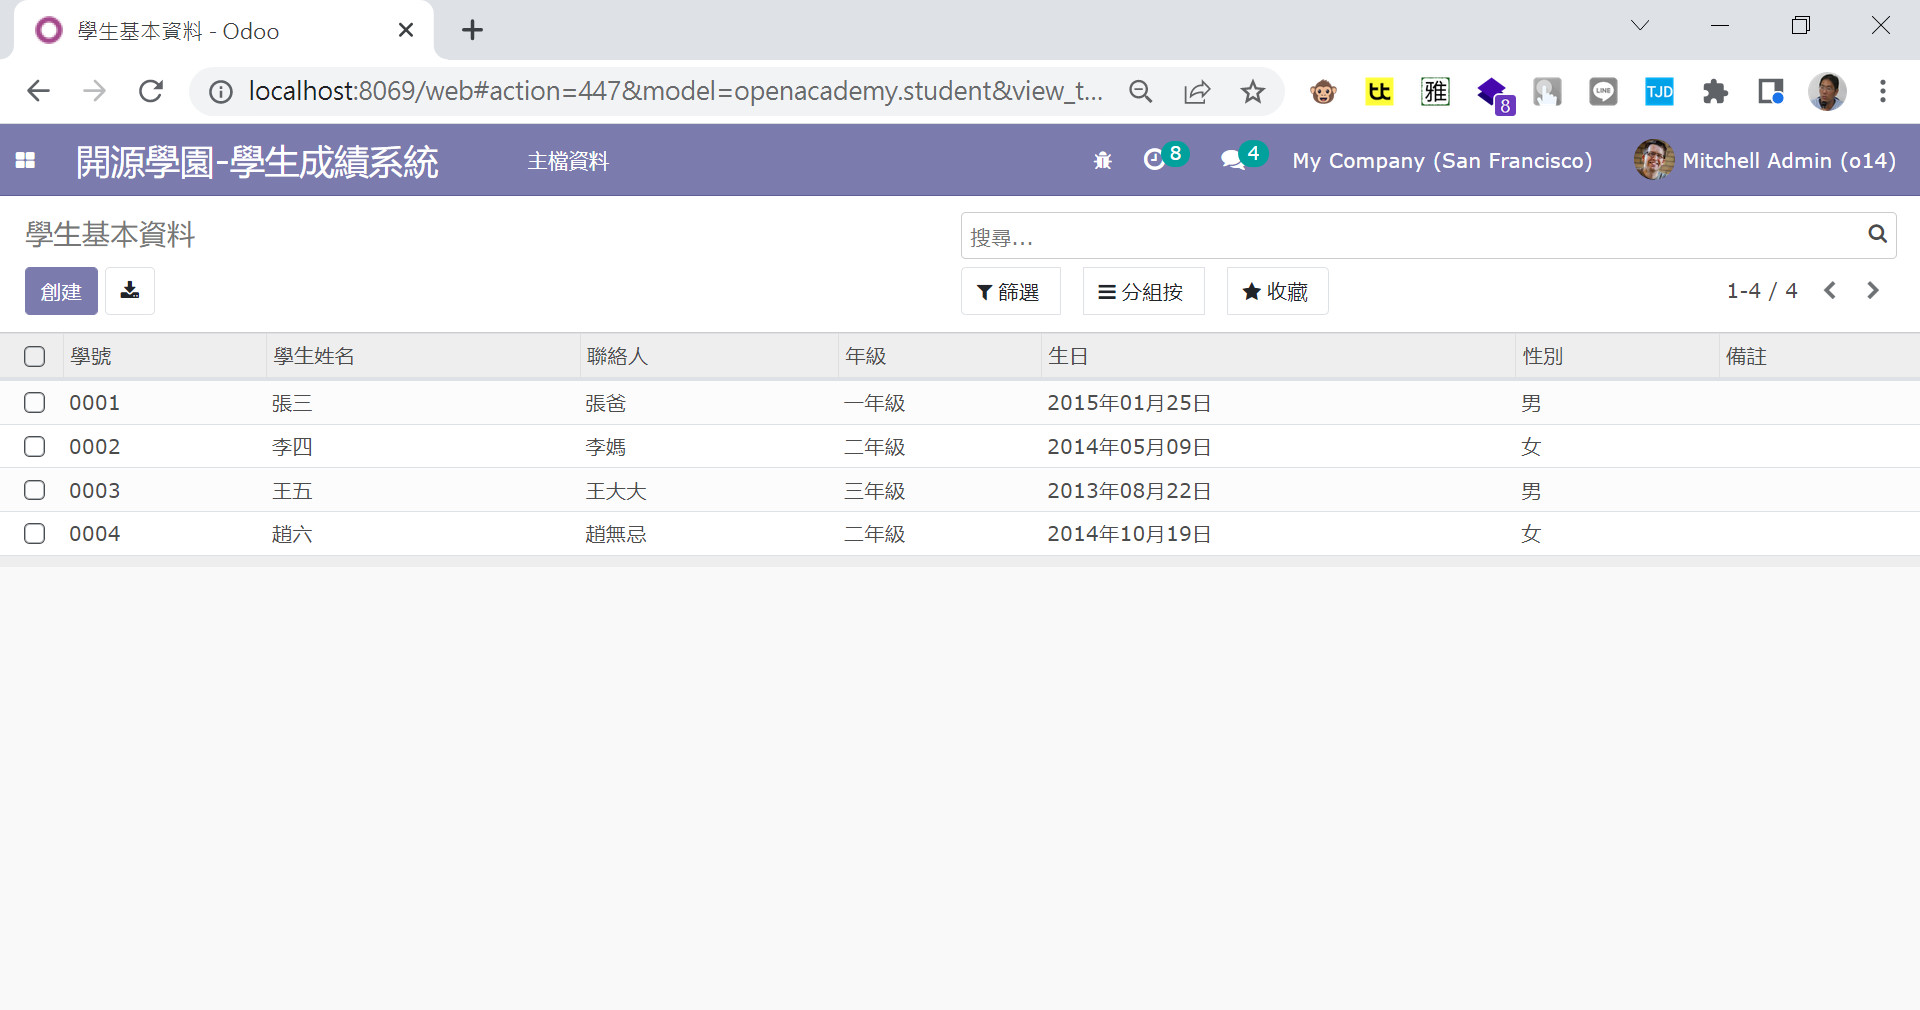 學生基本資料 - Odoo
localhost:8069/web#action=447&model=openacademy.student&view_t...
tt
雅
8
LINE
TJD
開源學園-學生成績系統 主檔資料 8 4 My Company (San Francisco) Mitchell Admin (o14)
學生基本資料
搜尋...
創建 篩選 分組按 收藏 1-4 / 4
學號 學生姓名 聯絡人 年級 生日 性別 備註
0001 張三 張爸 一年級 2015年01月25日 男
0002 李四 李媽 二年級 2014年05月09日 女
0003 王五 王大大 三年級 2013年08月22日 男
0004 趙六 趙無忌 二年級 2014年10月19日 女